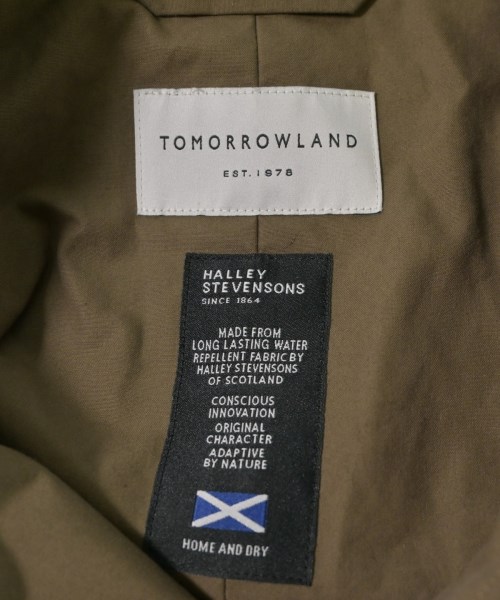 TOMORROWLAND
EST. 1978
HALLEY
STEVENSONS
SINCE 1864
MADE FROM
LONG LASTING WATER
REPELLENT FABRIC BY
HALLEY STEVENSONS
OF SCOTLAND
CONSCIOUS
INNOVATION
ORIGINAL
CHARACTER
ADAPTIVE
BY NATURE
HOME AND DRY